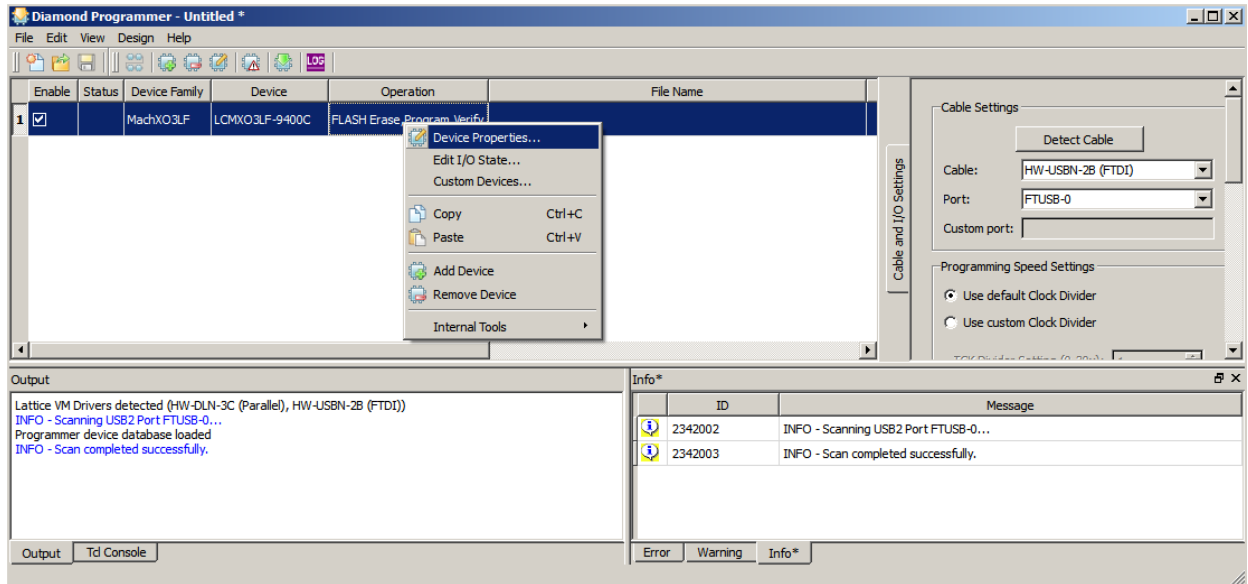 Diamond Programmer - Untitled *
File Edit View Design Help
LOG
Enable Status Device Family Device Operation File Name
1 MachXO3LF LCMXO3LF-9400C FLASH Erase,Program,Verify
Device Properties...
Edit I/O State...
Custom Devices...
Copy Ctrl+C
Paste Ctrl+V
Add Device
Remove Device
Internal Tools
Cable and I/O Settings
Cable Settings
Detect Cable
Cable: HW-USBN-2B (FTDI)
Port: FTUSB-0
Custom port:
Programming Speed Settings
Use default Clock Divider
Use custom Clock Divider
Output
Lattice VM Drivers detected (HW-DLN-3C (Parallel), HW-USBN-2B (FTDI))
INFO - Scanning USB2 Port FTUSB-0...
Programmer device database loaded
INFO - Scan completed successfully.
Output Tcl Console
Info*
ID Message
2342002 INFO - Scanning USB2 Port FTUSB-0...
2342003 INFO - Scan completed successfully.
Error Warning Info*